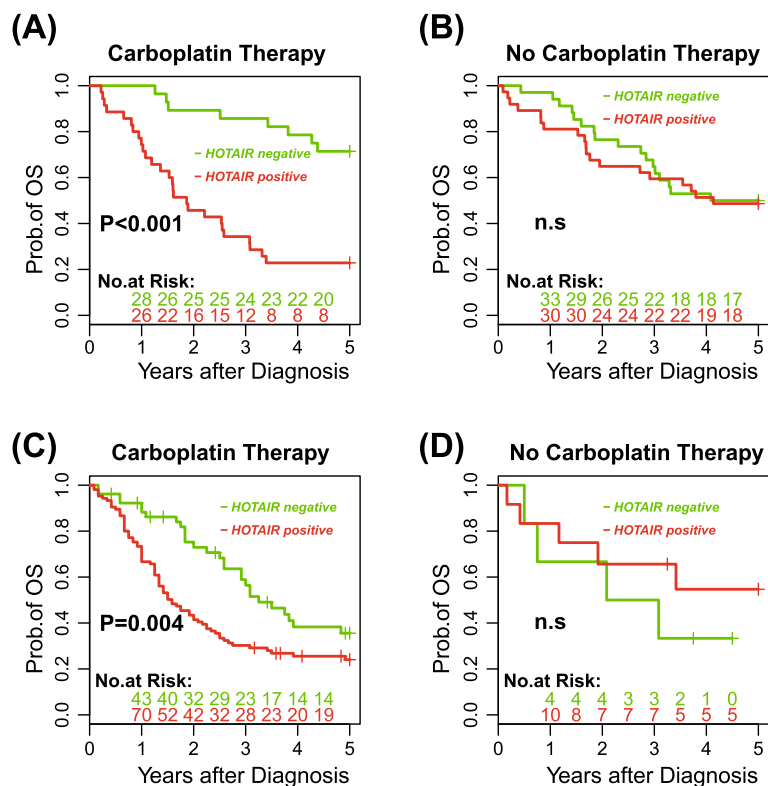 (A)
Carboplatin Therapy
Prob.of OS
1.0
0.8
0.6
0.4
0.2
0.0
– HOTAIR negative
– HOTAIR positive
P<0.001
No.at Risk:
28 26 25 25 24 23 22 20
26 22 16 15 12 8 8 8
0 1 2 3 4 5
Years after Diagnosis
(B)
No Carboplatin Therapy
Prob.of OS
1.0
0.8
0.6
0.4
0.2
0.0
– HOTAIR negative
– HOTAIR positive
n.s
No.at Risk:
33 29 26 25 22 18 18 17
30 30 24 24 22 22 19 18
0 1 2 3 4 5
Years after Diagnosis
(C)
Carboplatin Therapy
Prob.of OS
1.0
0.8
0.6
0.4
0.2
0.0
– HOTAIR negative
– HOTAIR positive
P=0.004
No.at Risk:
43 40 32 29 23 17 14 14
70 52 42 32 28 23 20 19
0 1 2 3 4 5
Years after Diagnosis
(D)
No Carboplatin Therapy
Prob.of OS
1.0
0.8
0.6
0.4
0.2
0.0
– HOTAIR negative
– HOTAIR positive
n.s
No.at Risk:
4 4 4 3 3 2 1 0
10 8 7 7 7 5 5 5
0 1 2 3 4 5
Years after Diagnosis